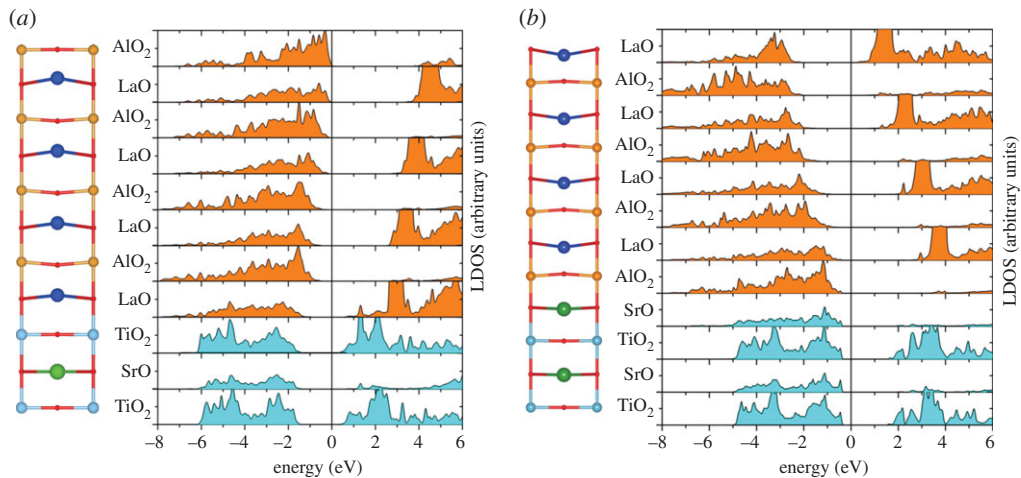 (a)
AlO₂
LaO
AlO₂
LaO
AlO₂
LaO
AlO₂
LaO
TiO₂
SrO
TiO₂
–8 –6 –4 –2 0 2 4 6
energy (eV)
LDOS (arbitrary units)
(b)
LaO
AlO₂
LaO
AlO₂
LaO
AlO₂
LaO
AlO₂
SrO
TiO₂
SrO
TiO₂
–8 –6 –4 –2 0 2 4 6
energy (eV)
LDOS (arbitrary units)